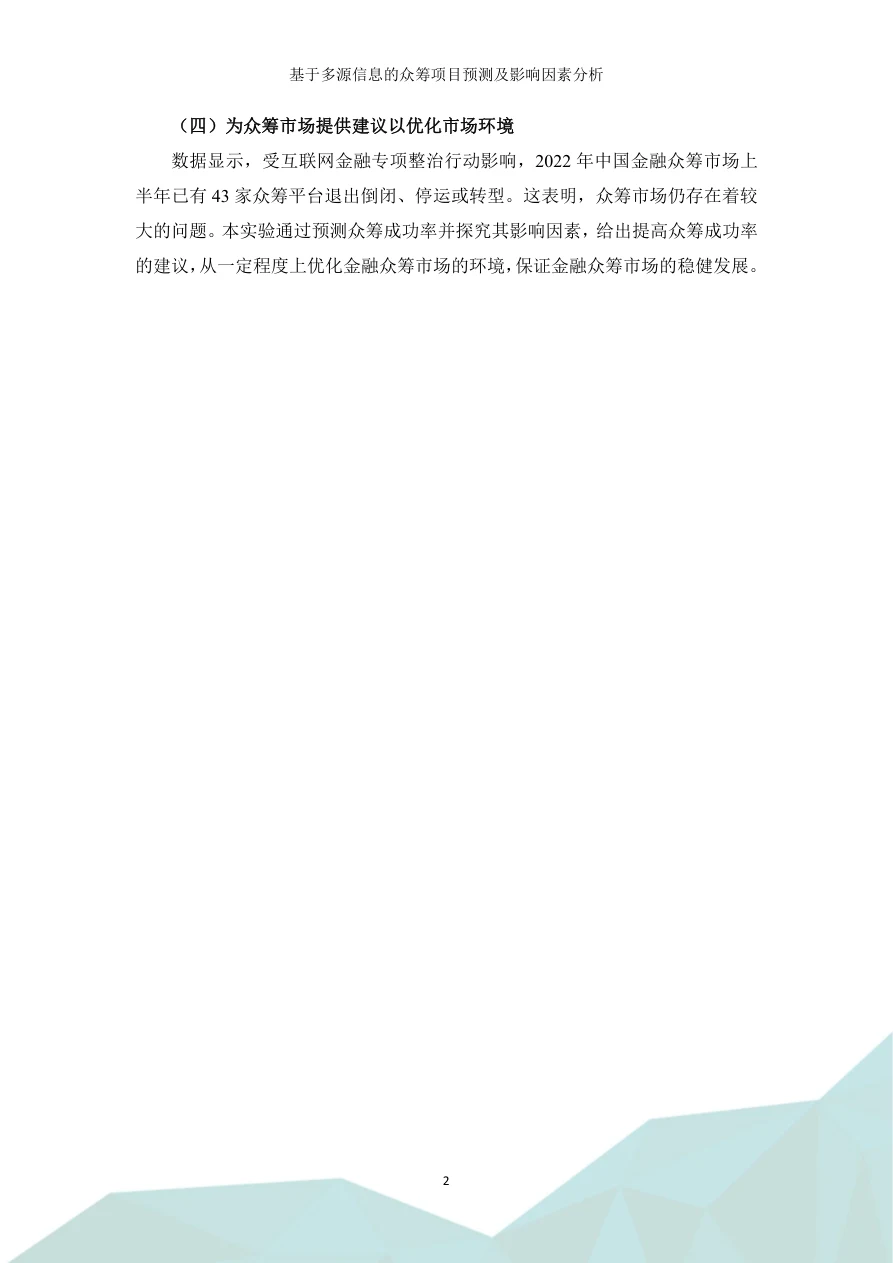 基于多源信息的众筹项目预测及影响因素分析
（四）为众筹市场提供建议以优化市场环境
数据显示，受互联网金融专项整治行动影响，2022 年中国金融众筹市场上
半年已有 43 家众筹平台退出倒闭、停运或转型。这表明，众筹市场仍存在着较
大的问题。本实验通过预测众筹成功率并探究其影响因素，给出提高众筹成功率
的建议，从一定程度上优化金融众筹市场的环境，保证金融众筹市场的稳健发展。
2